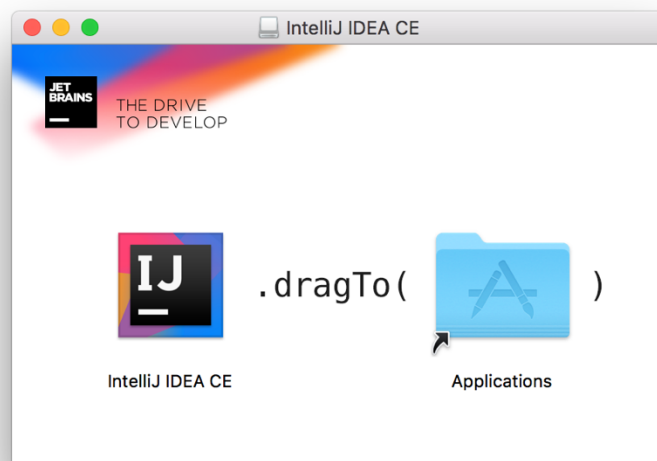 IntelliJ IDEA CE
JET
BRAINS
THE DRIVE
TO DEVELOP
IJ
.dragTo( )
IntelliJ IDEA CE
Applications